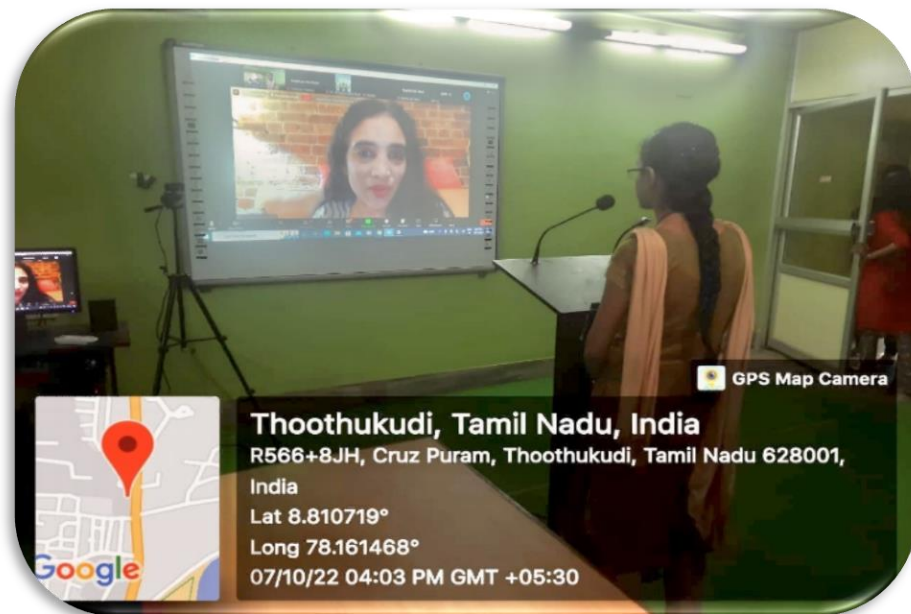 GPS Map Camera
Thoothukudi, Tamil Nadu, India
R566+8JH, Cruz Puram, Thoothukudi, Tamil Nadu 628001,
India
Lat 8.810719°
Long 78.161468°
07/10/22 04:03 PM GMT +05:30
Google